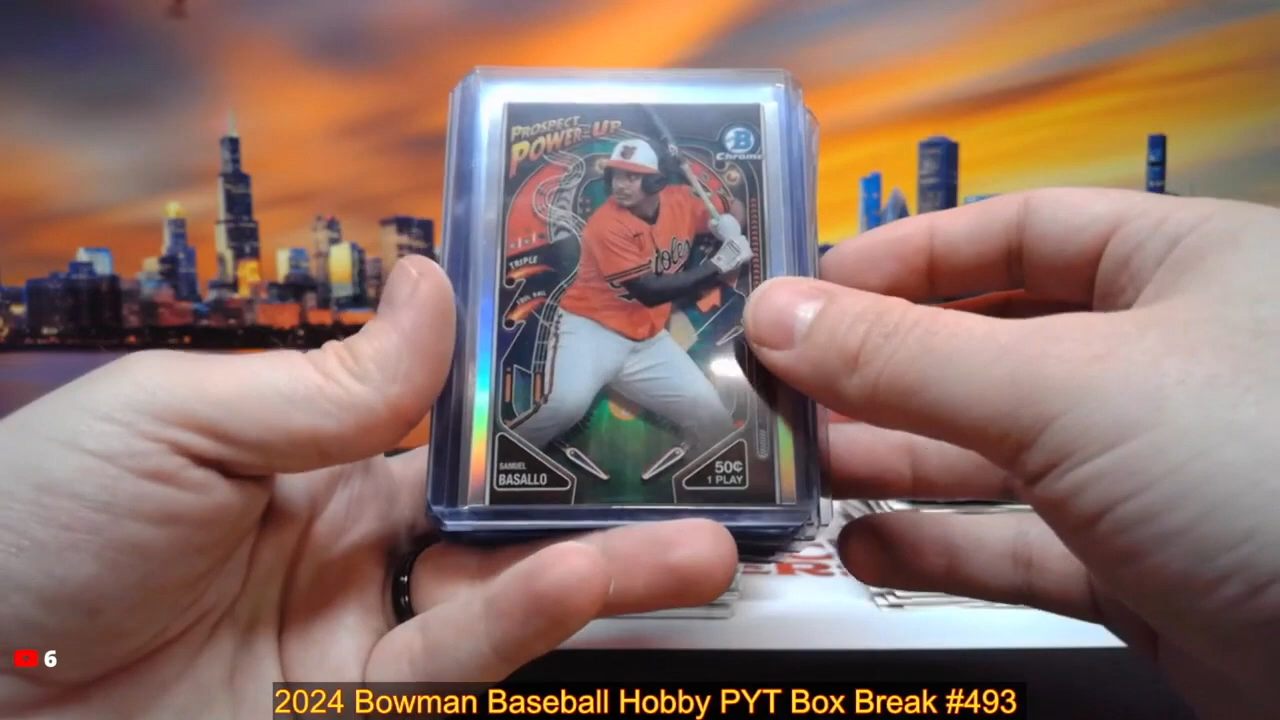 PROSPECT
POWER-UP
B
Chrome
TRIPLE
SAMUEL
BASALLO
50¢
1 PLAY
6
2024 Bowman Baseball Hobby PYT Box Break #493